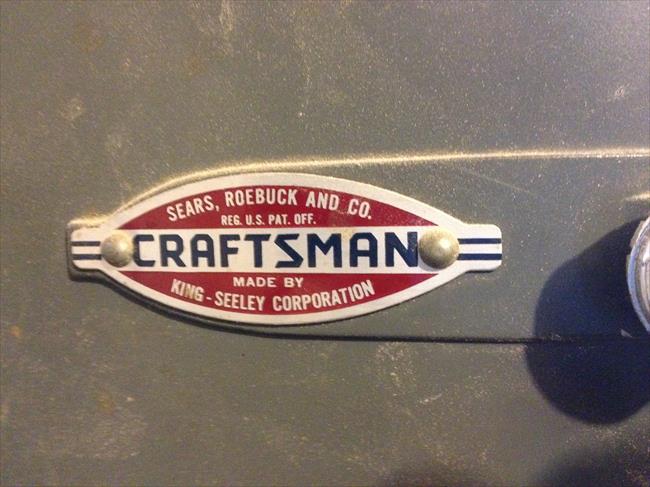 SEARS, ROEBUCK AND CO.
REG. U.S. PAT. OFF.
CRAFTSMAN
MADE BY
KING-SEELEY CORPORATION